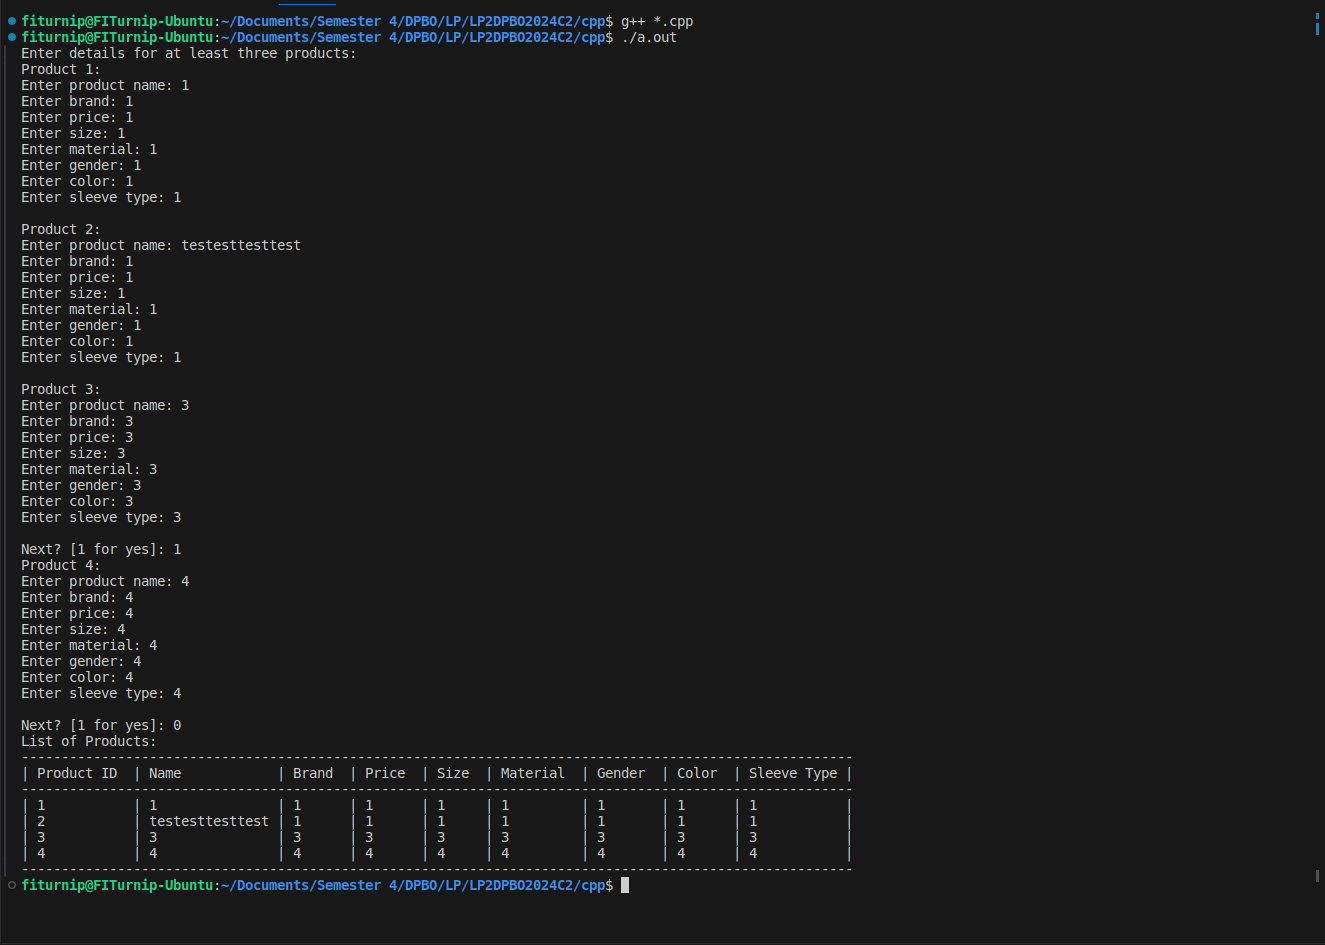 fiturnip@FITurnip-Ubuntu:~/Documents/Semester 4/DPBO/LP/LP2DPBO2024C2/cpp$ g++ *.cpp
fiturnip@FITurnip-Ubuntu:~/Documents/Semester 4/DPBO/LP/LP2DPBO2024C2/cpp$ ./a.out
Enter details for at least three products:
Product 1:
Enter product name: 1
Enter brand: 1
Enter price: 1
Enter size: 1
Enter material: 1
Enter gender: 1
Enter color: 1
Enter sleeve type: 1

Product 2:
Enter product name: testesttesttest
Enter brand: 1
Enter price: 1
Enter size: 1
Enter material: 1
Enter gender: 1
Enter color: 1
Enter sleeve type: 1

Product 3:
Enter product name: 3
Enter brand: 3
Enter price: 3
Enter size: 3
Enter material: 3
Enter gender: 3
Enter color: 3
Enter sleeve type: 3

Next? [1 for yes]: 1
Product 4:
Enter product name: 4
Enter brand: 4
Enter price: 4
Enter size: 4
Enter material: 4
Enter gender: 4
Enter color: 4
Enter sleeve type: 4

Next? [1 for yes]: 0
List of Products:
--------------------------------------------------------------------------------------------------------
| Product ID  | Name            | Brand  | Price  | Size  | Material  | Gender  | Color  | Sleeve Type |
--------------------------------------------------------------------------------------------------------
| 1           | 1               | 1      | 1      | 1     | 1         | 1       | 1      | 1           |
| 2           | testesttesttest | 1      | 1      | 1     | 1         | 1       | 1      | 1           |
| 3           | 3               | 3      | 3      | 3     | 3         | 3       | 3      | 3           |
| 4           | 4               | 4      | 4      | 4     | 4         | 4       | 4      | 4           |
--------------------------------------------------------------------------------------------------------
fiturnip@FITurnip-Ubuntu:~/Documents/Semester 4/DPBO/LP/LP2DPBO2024C2/cpp$